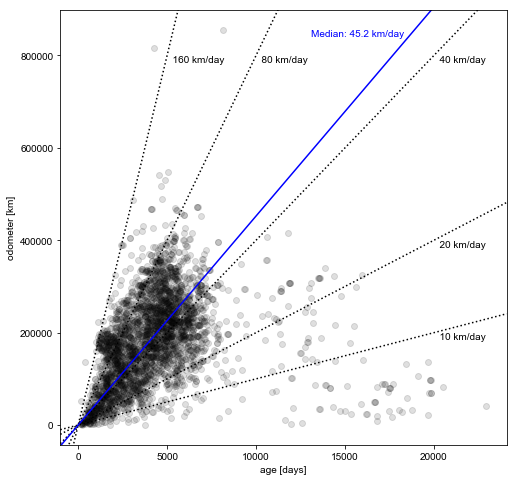 Median: 45.2 km/day
160 km/day
80 km/day
40 km/day
20 km/day
10 km/day
800000
600000
400000
200000
0
odometer [km]
0
5000
10000
15000
20000
age [days]